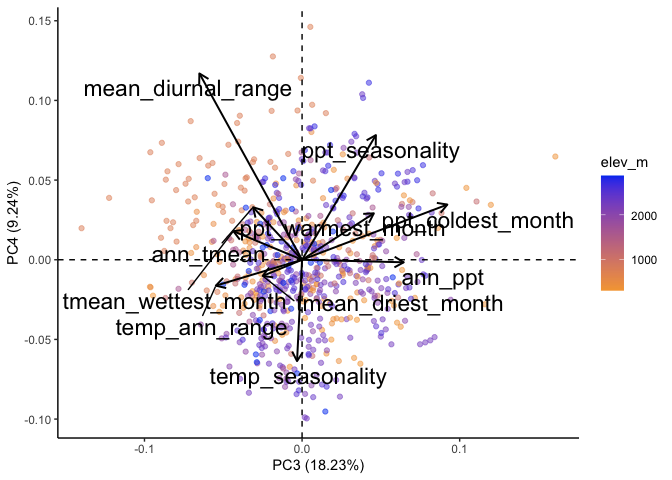 0.15
0.10
0.05
0.00
-0.05
-0.10
PC4 (9.24%)
mean_diurnal_range
ppt_seasonality
ppt_warmest_month
ppt_coldest_month
ann_tmean
ann_ppt
tmean_wettest_month
tmean_driest_month
temp_ann_range
temp_seasonality
-0.1
0.0
0.1
PC3 (18.23%)
elev_m
2000
1000